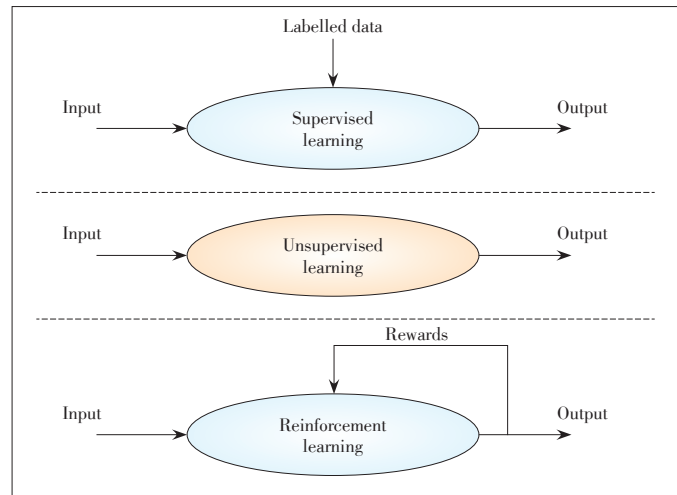 Labelled data
Input
Supervised
learning
Output
Input
Unsupervised
learning
Output
Rewards
Input
Reinforcement
learning
Output